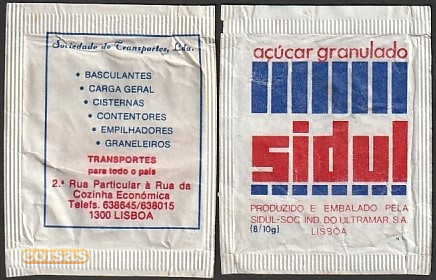 Sociedade de Transportes, Lda.
• BASCULANTES
• CARGA GERAL
• CISTERNAS
• CONTENTORES
• EMPILHADORES
• GRANELEIROS
TRANSPORTES
para todo o país
2.ª Rua Particular à Rua da
Cozinha Económica
Telefs. 638645/638015
1300 LISBOA
coisas
açúcar granulado
sidul
PRODUZIDO E EMBALADO PELA
SIDUL-SOC. IND. DO ULTRAMAR, S.A.
(8/10g) LISBOA